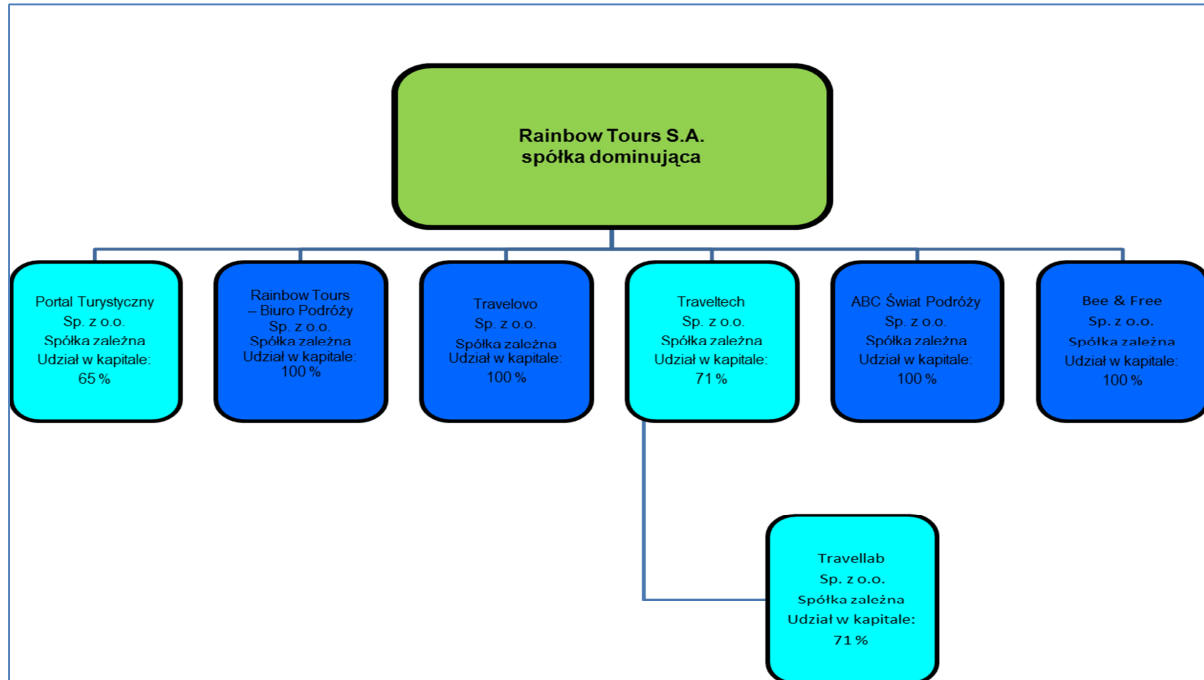 Rainbow Tours S.A.
spółka dominująca
Portal Turystyczny
Sp. z o.o.
Spółka zależna
Udział w kapitale:
65 %
Rainbow Tours
– Biuro Podróży
Sp. z o.o.
Spółka zależna
Udział w kapitale:
100 %
Travelovo
Sp. z o.o.
Spółka zależna
Udział w kapitale:
100 %
Traveltech
Sp. z o.o.
Spółka zależna
Udział w kapitale:
71 %
ABC Świat Podróży
Sp. z o.o.
Spółka zależna
Udział w kapitale:
100 %
Bee & Free
Sp. z o.o.
Spółka zależna
Udział w kapitale:
100 %
Travellab
Sp. z o.o.
Spółka zależna
Udział w kapitale:
71 %